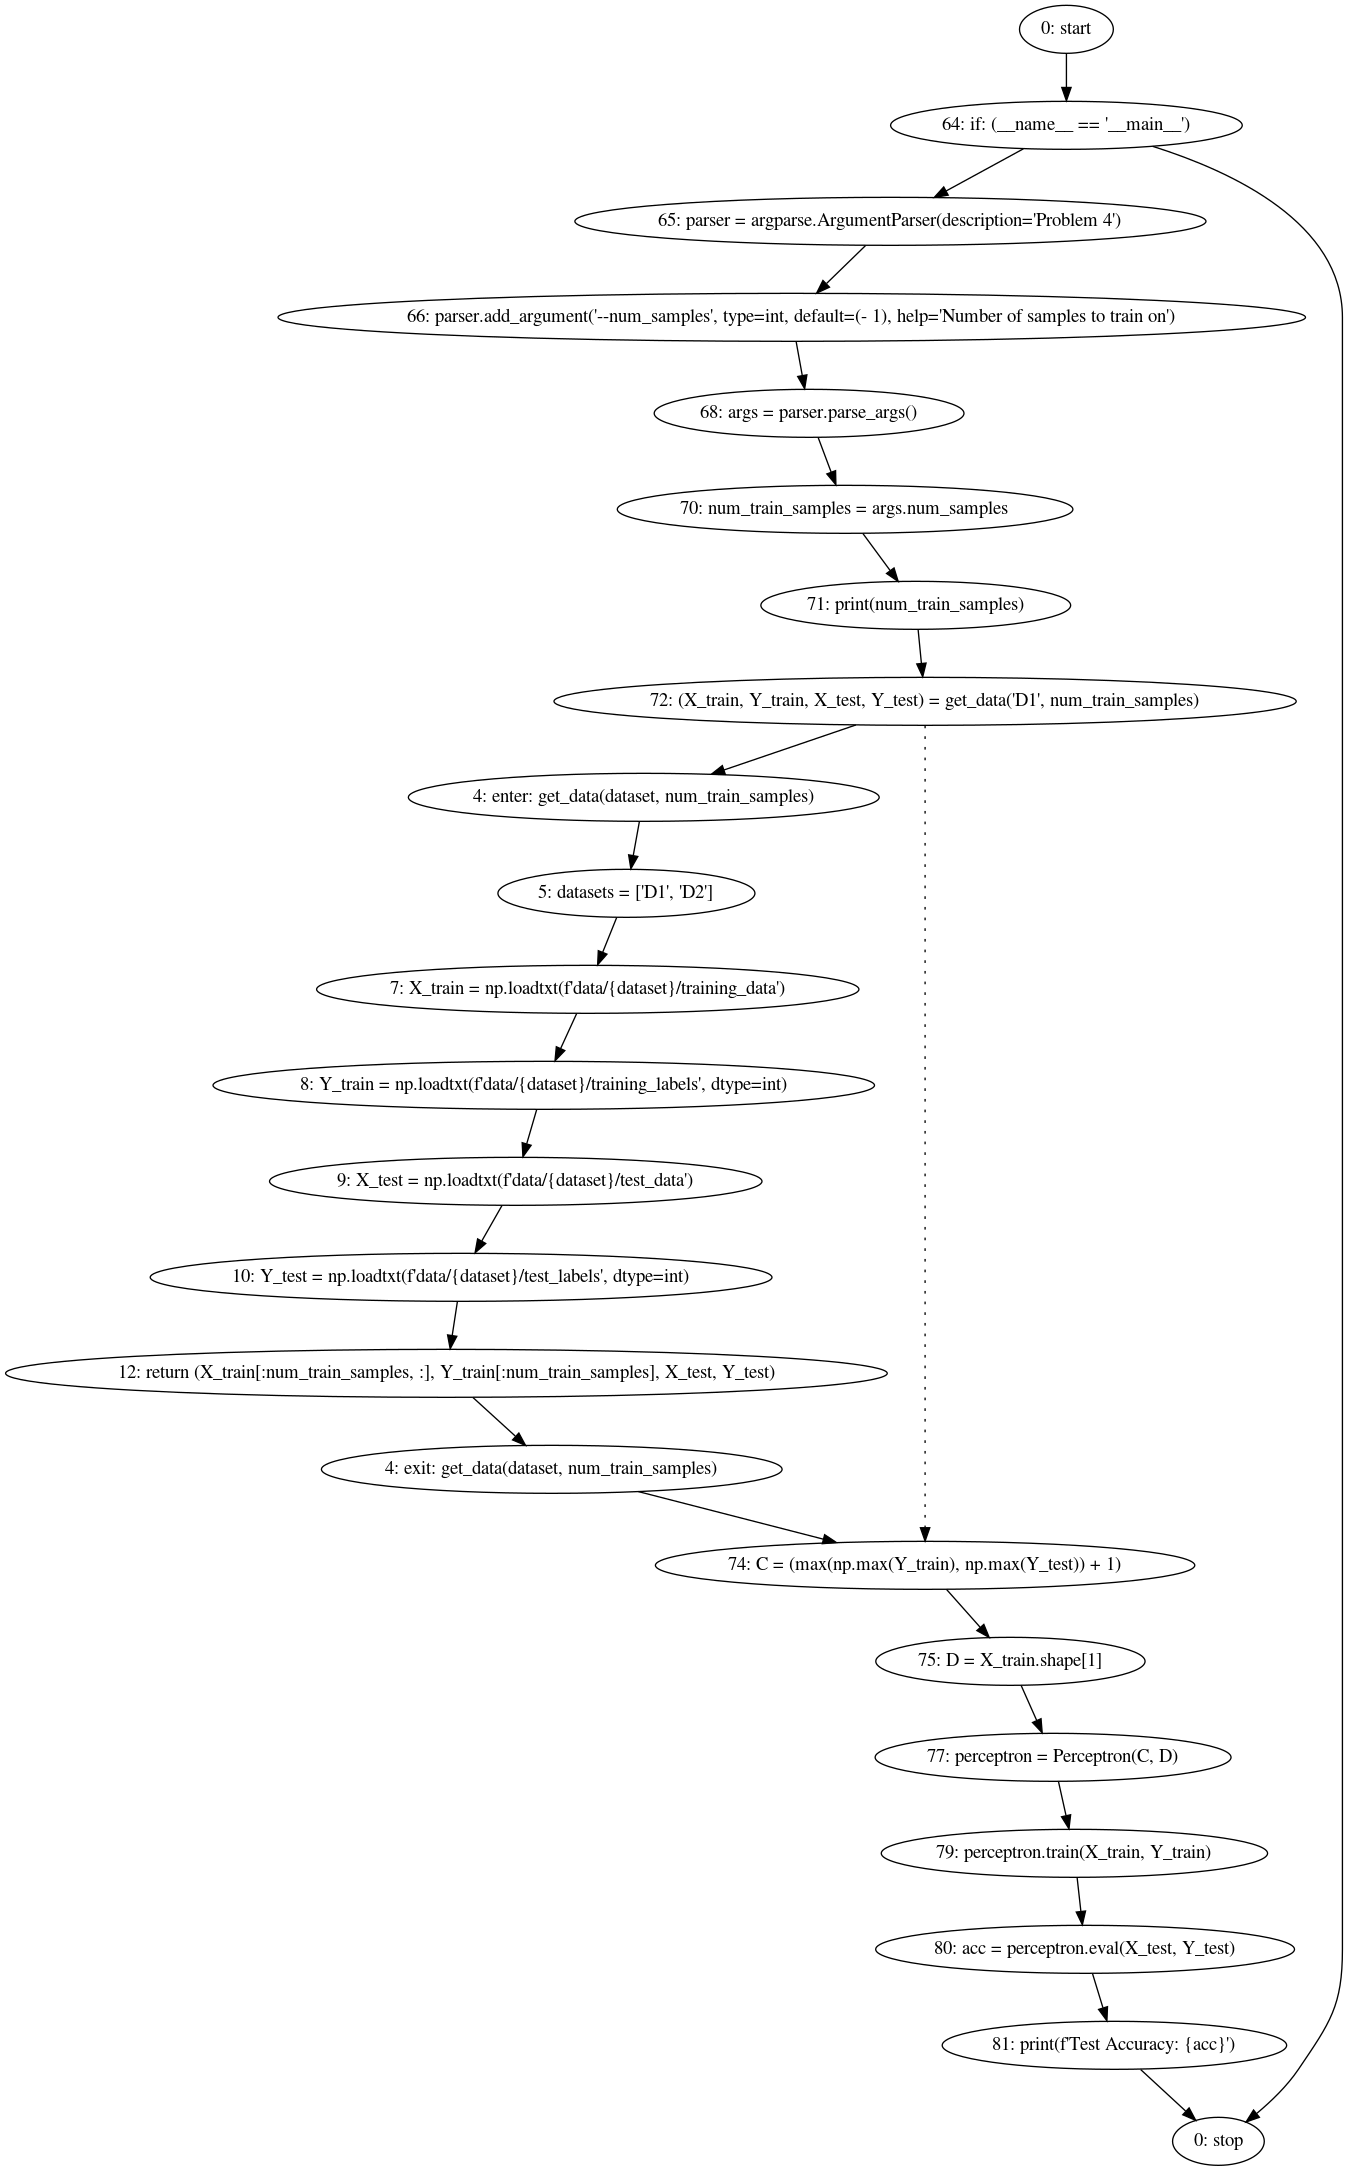 0: start
64: if: (__name__ == '__main__')
65: parser = argparse.ArgumentParser(description='Problem 4')
66: parser.add_argument('--num_samples', type=int, default=(- 1), help='Number of samples to train on')
68: args = parser.parse_args()
70: num_train_samples = args.num_samples
71: print(num_train_samples)
72: (X_train, Y_train, X_test, Y_test) = get_data('D1', num_train_samples)
4: enter: get_data(dataset, num_train_samples)
5: datasets = ['D1', 'D2']
7: X_train = np.loadtxt(f'data/{dataset}/training_data')
8: Y_train = np.loadtxt(f'data/{dataset}/training_labels', dtype=int)
9: X_test = np.loadtxt(f'data/{dataset}/test_data')
10: Y_test = np.loadtxt(f'data/{dataset}/test_labels', dtype=int)
12: return (X_train[:num_train_samples, :], Y_train[:num_train_samples], X_test, Y_test)
4: exit: get_data(dataset, num_train_samples)
74: C = (max(np.max(Y_train), np.max(Y_test)) + 1)
75: D = X_train.shape[1]
77: perceptron = Perceptron(C, D)
79: perceptron.train(X_train, Y_train)
80: acc = perceptron.eval(X_test, Y_test)
81: print(f'Test Accuracy: {acc}')
0: stop